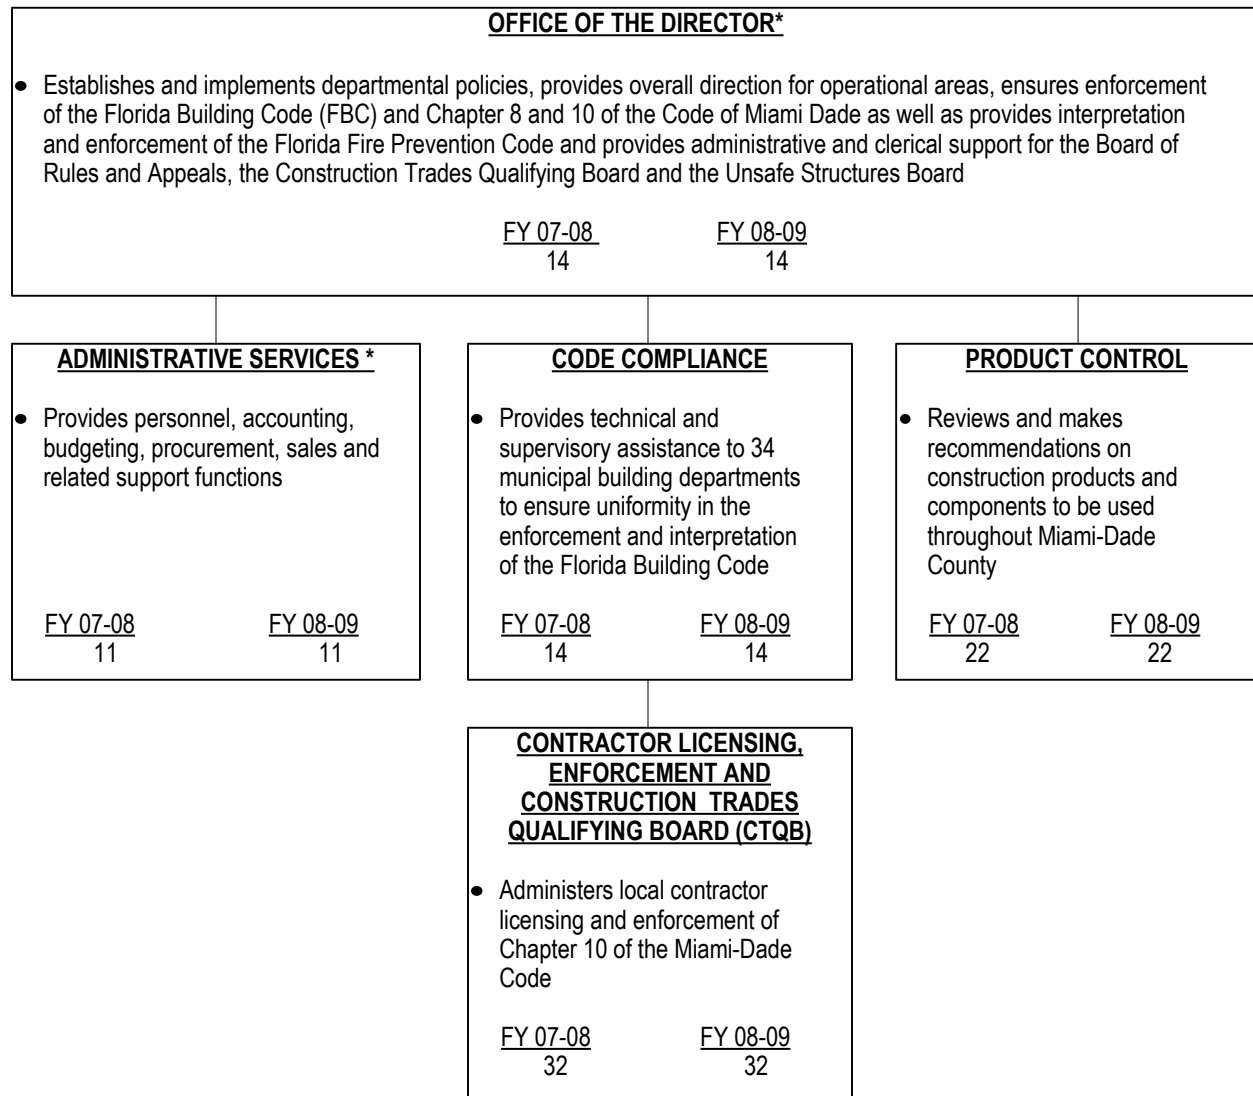 OFFICE OF THE DIRECTOR*
• Establishes and implements departmental policies, provides overall direction for operational areas, ensures enforcement
of the Florida Building Code (FBC) and Chapter 8 and 10 of the Code of Miami Dade as well as provides interpretation
and enforcement of the Florida Fire Prevention Code and provides administrative and clerical support for the Board of
Rules and Appeals, the Construction Trades Qualifying Board and the Unsafe Structures Board
FY 07-08 FY 08-09
14 14
ADMINISTRATIVE SERVICES *
• Provides personnel, accounting,
budgeting, procurement, sales and
related support functions
FY 07-08 FY 08-09
11 11
CODE COMPLIANCE
• Provides technical and
supervisory assistance to 34
municipal building departments
to ensure uniformity in the
enforcement and interpretation
of the Florida Building Code
FY 07-08 FY 08-09
14 14
PRODUCT CONTROL
• Reviews and makes
recommendations on
construction products and
components to be used
throughout Miami-Dade
County
FY 07-08 FY 08-09
22 22
CONTRACTOR LICENSING,
ENFORCEMENT AND
CONSTRUCTION TRADES
QUALIFYING BOARD (CTQB)
• Administers local contractor
licensing and enforcement of
Chapter 10 of the Miami-Dade
Code
FY 07-08 FY 08-09
32 32